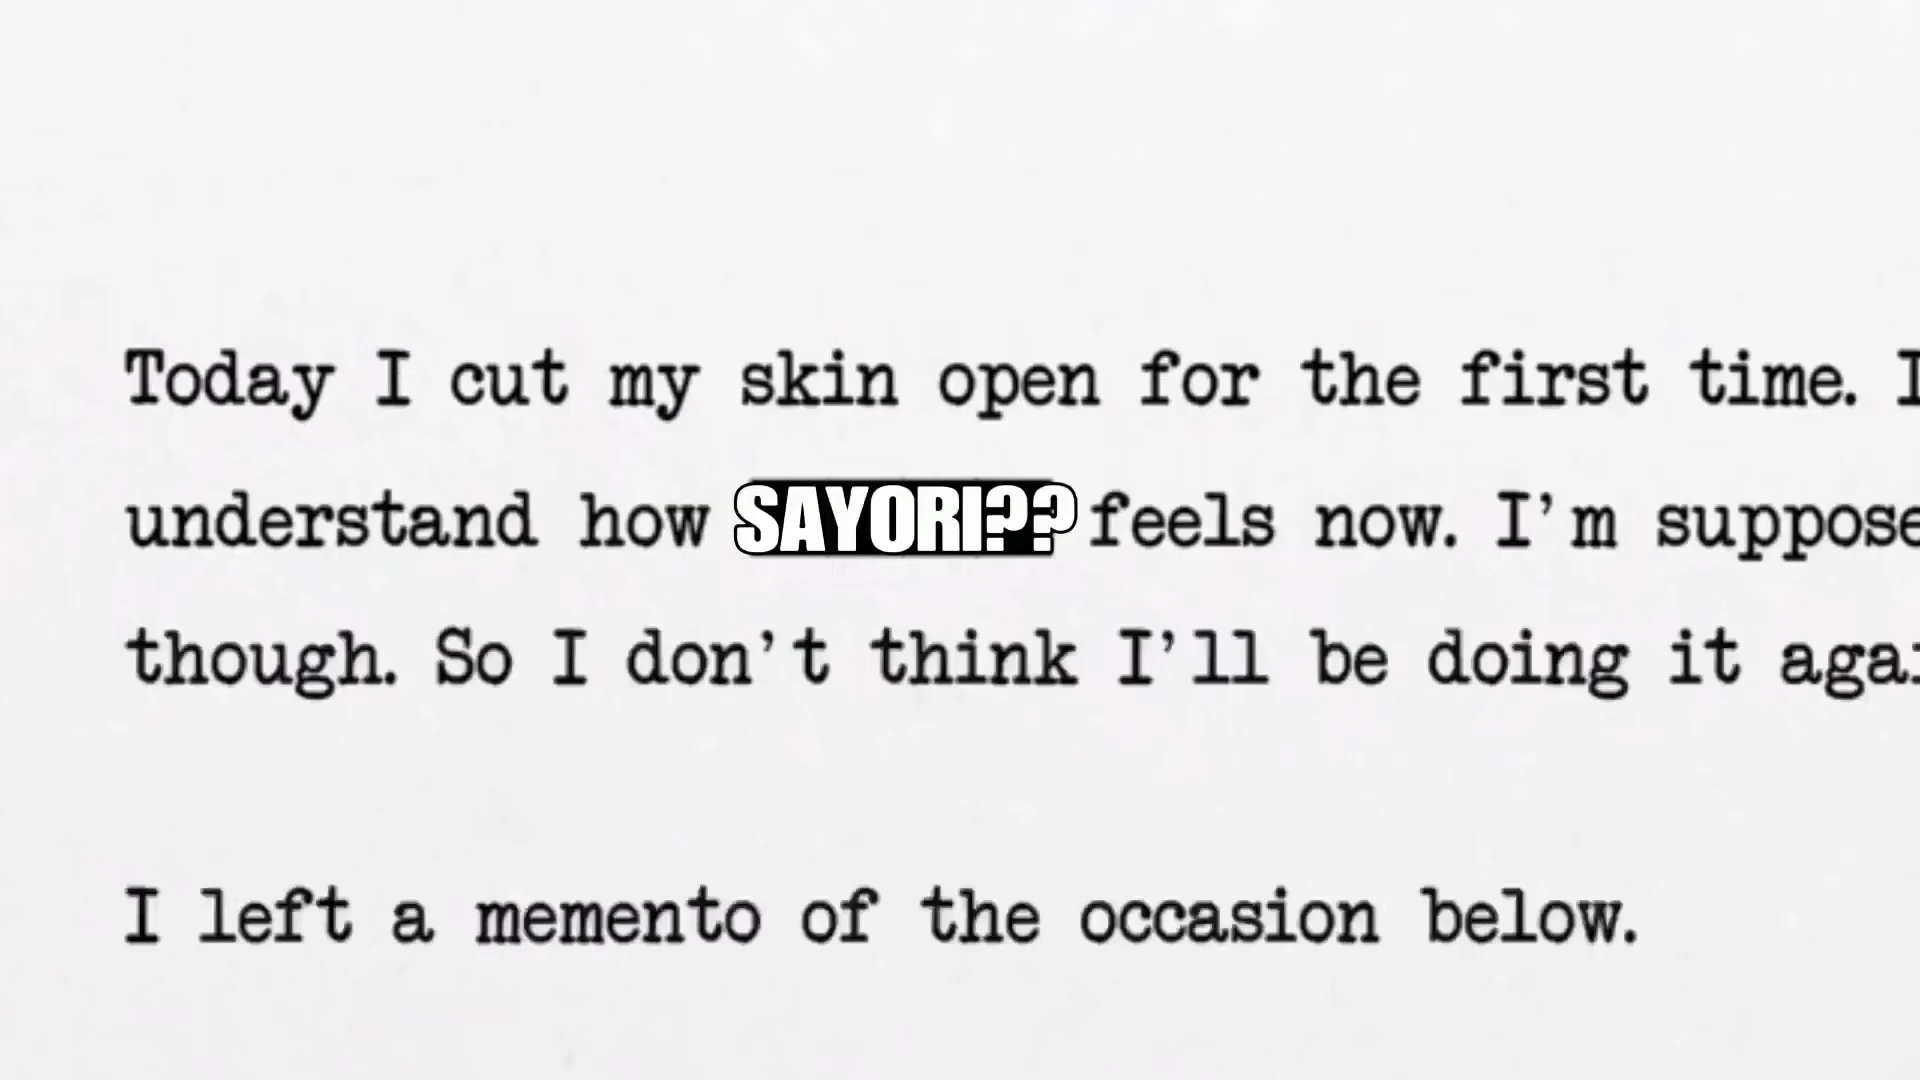 Today I cut my skin open for the first time. I
understand how SAYORI?? feels now. I'm suppose
though. So I don't think I'll be doing it agai
I left a memento of the occasion below.